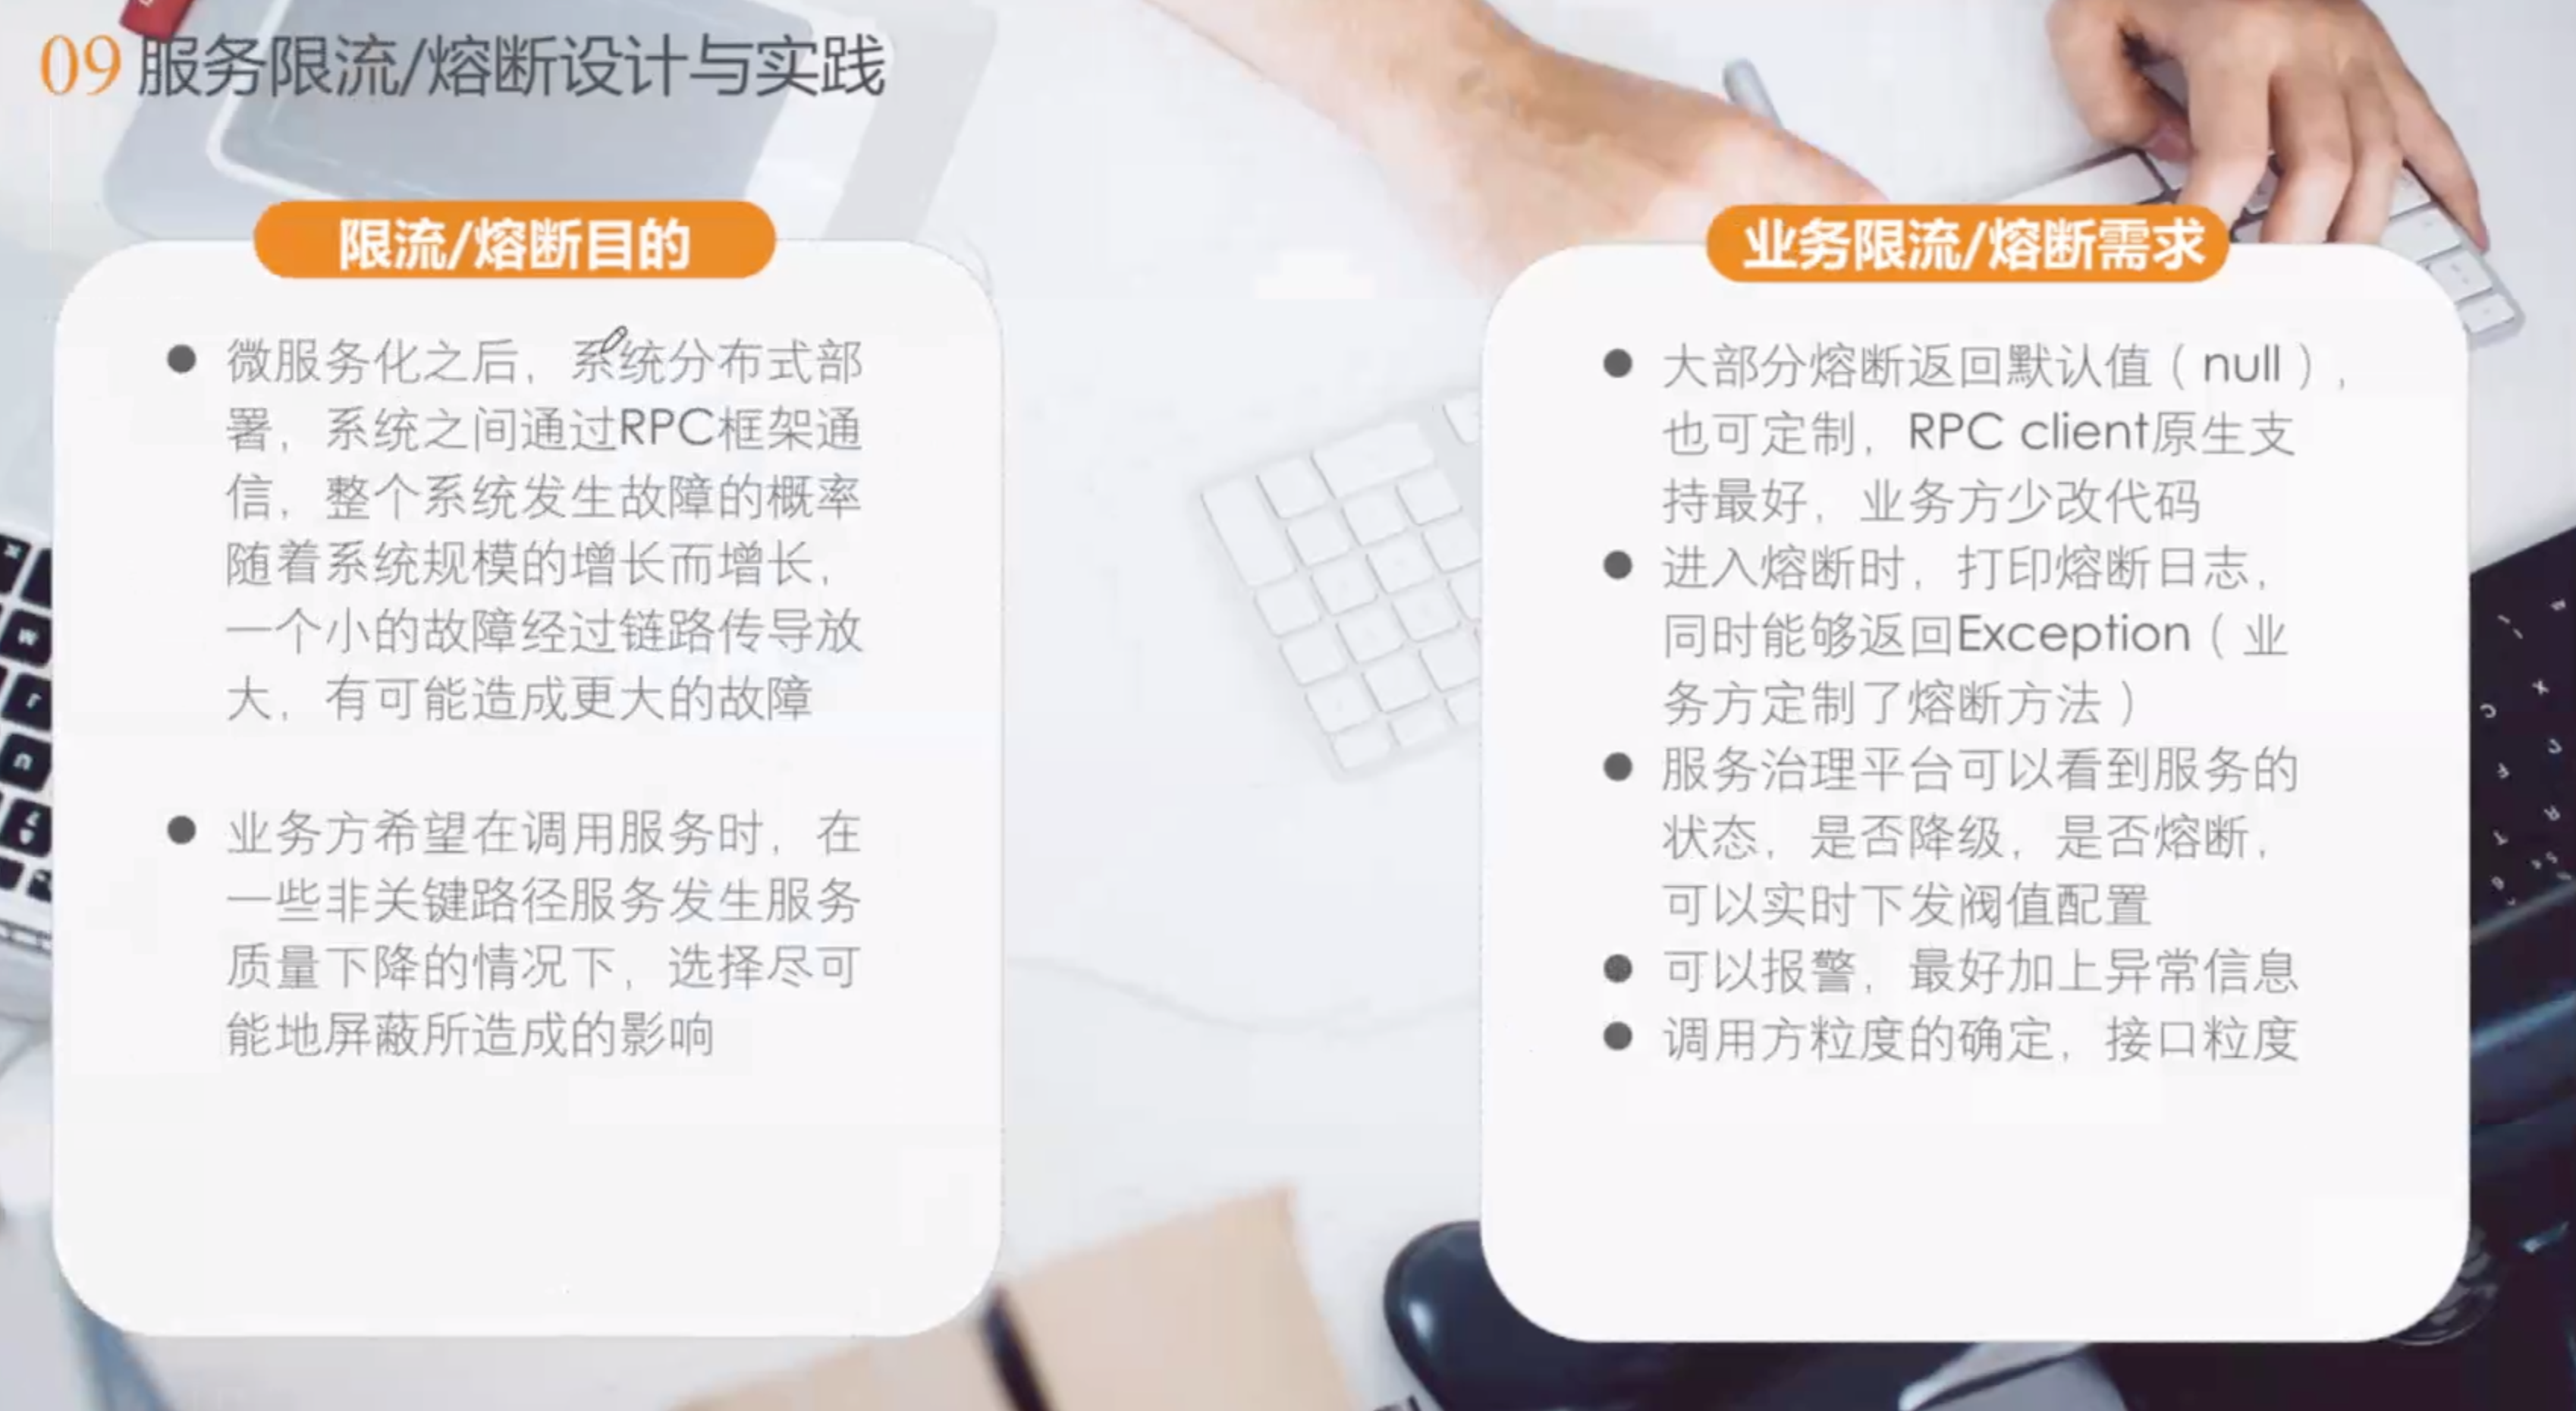 09 服务限流/熔断设计与实践
限流/熔断目的
● 微服务化之后，系统分布式部
署，系统之间通过RPC框架通
信，整个系统发生故障的概率
随着系统规模的增长而增长，
一个小的故障经过链路传导放
大，有可能造成更大的故障
● 业务方希望在调用服务时，在
一些非关键路径服务发生服务
质量下降的情况下，选择尽可
能地屏蔽所造成的影响
业务限流/熔断需求
● 大部分熔断返回默认值（null），
也可定制，RPC client原生支
持最好，业务方少改代码
● 进入熔断时，打印熔断日志，
同时能够返回Exception（业
务方定制了熔断方法）
● 服务治理平台可以看到服务的
状态，是否降级，是否熔断，
可以实时下发阀值配置
● 可以报警，最好加上异常信息
● 调用方粒度的确定，接口粒度